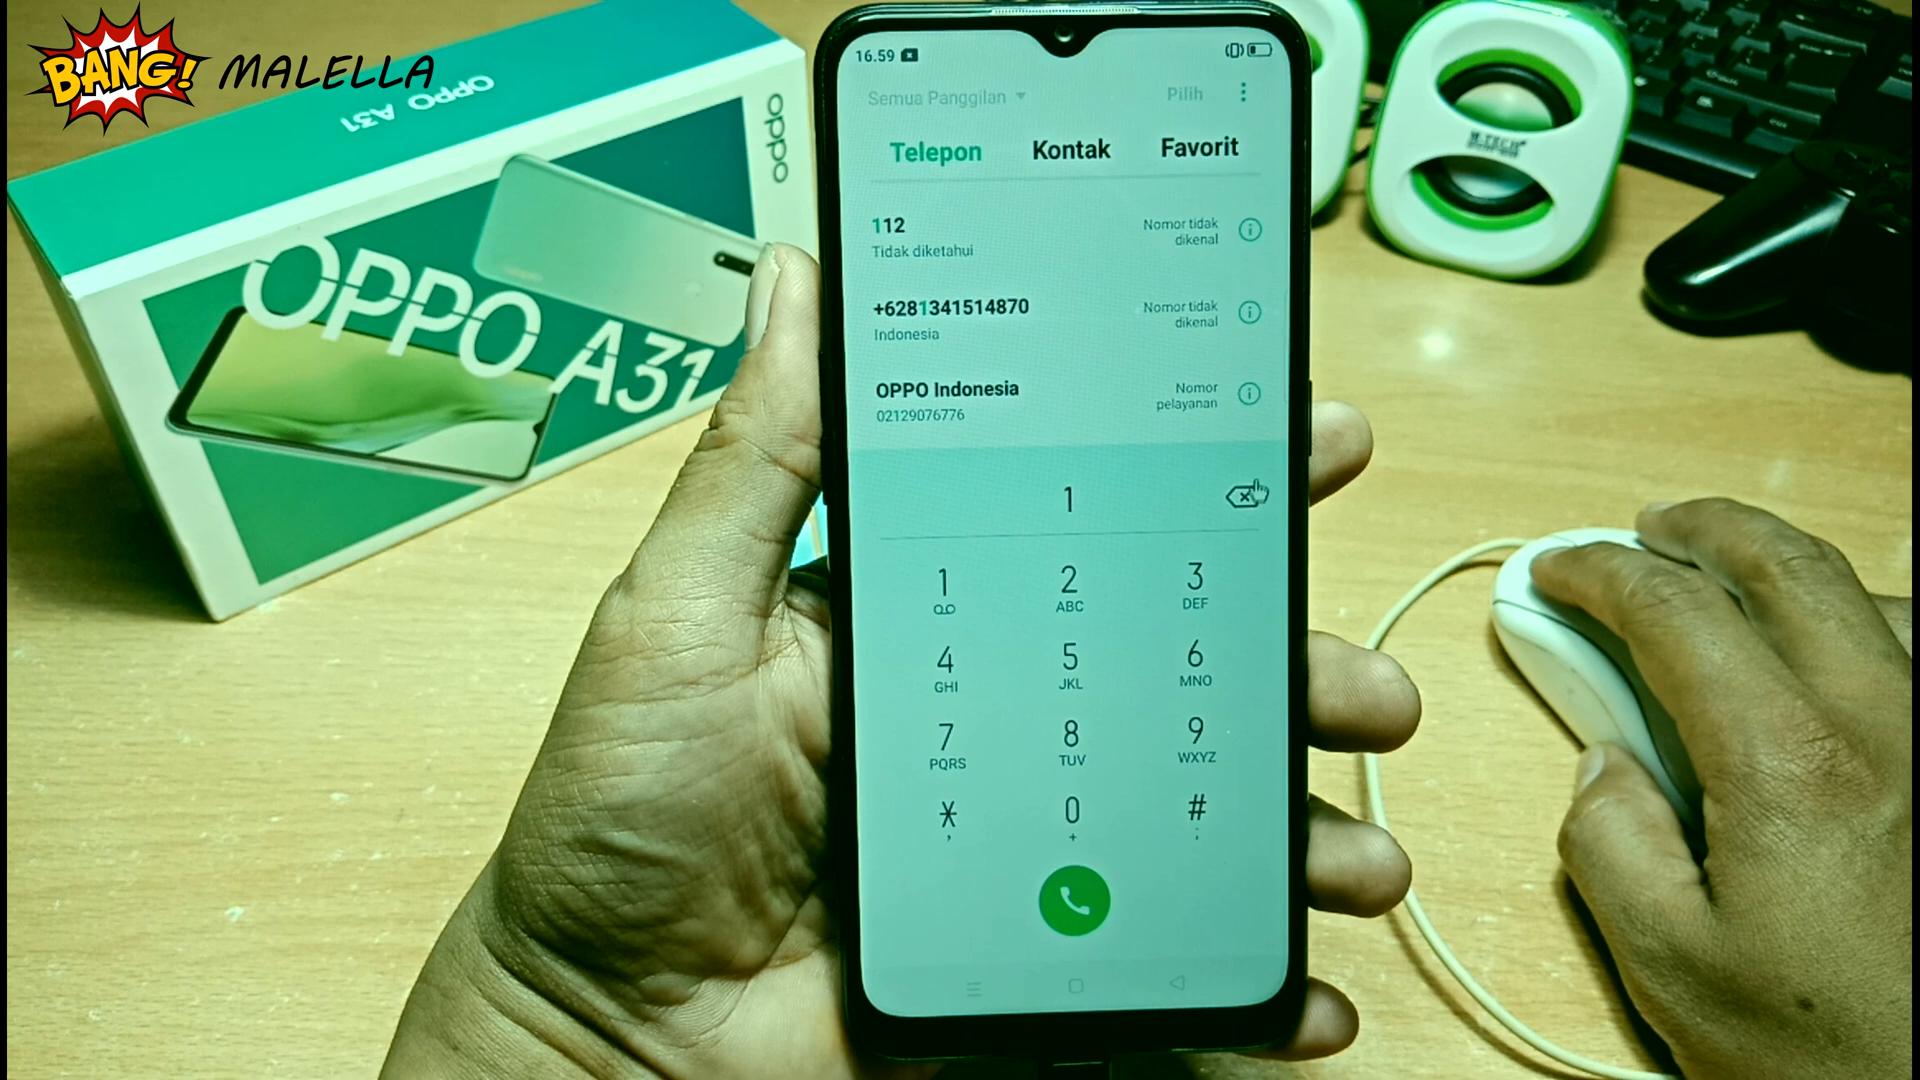 BANG! MALELLA
OPPO A31
oppo
OPPO A31
16.59
Semua Panggilan
Pilih
Telepon
Kontak
Favorit
112
Tidak diketahui
Nomor tidak
dikenal
+6281341514870
Indonesia
Nomor tidak
dikenal
OPPO Indonesia
02129076776
Nomor
pelayanan
1
1
2
ABC
3
DEF
4
GHI
5
JKL
6
MNO
7
PQRS
8
TUV
9
WXYZ
*
,
0
+
#
;
M-TECH